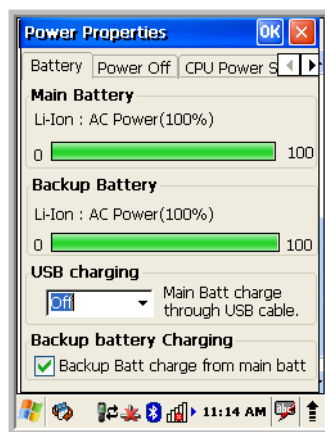 Power Properties OK
Battery Power Off CPU Power S
Main Battery
Li-Ion : AC Power(100%)
0 100
Backup Battery
Li-Ion : AC Power(100%)
0 100
USB charging
Off Main Batt charge
through USB cable.
Backup battery Charging
Backup Batt charge from main batt
11:14 AM